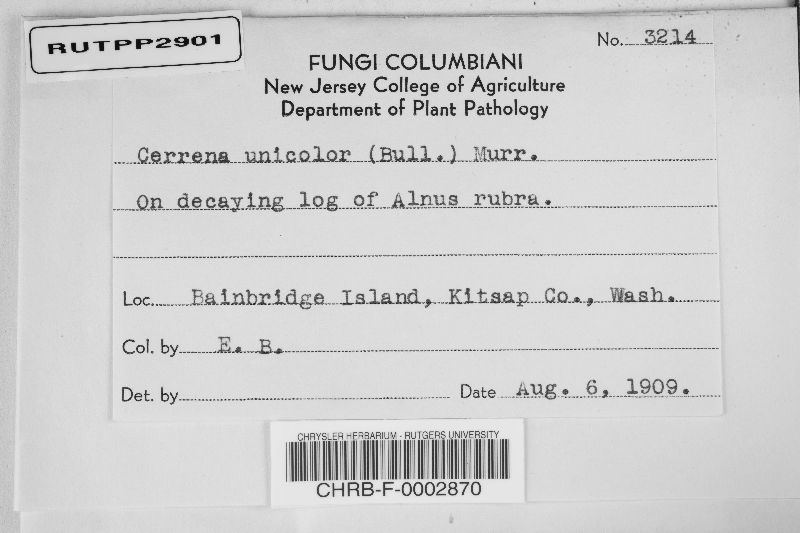 RUTPP2901
No. 3214
FUNGI COLUMBIANI
New Jersey College of Agriculture
Department of Plant Pathology
Cerrena unicolor (Bull.) Murr.
On decaying log of Alnus rubra.
Loc. Bainbridge Island, Kitsap Co., Wash.
Col. by E. B.
Det. by Date Aug. 6, 1909.
CHRYSLER HERBARIUM - RUTGERS UNIVERSITY
CHRB-F-0002870